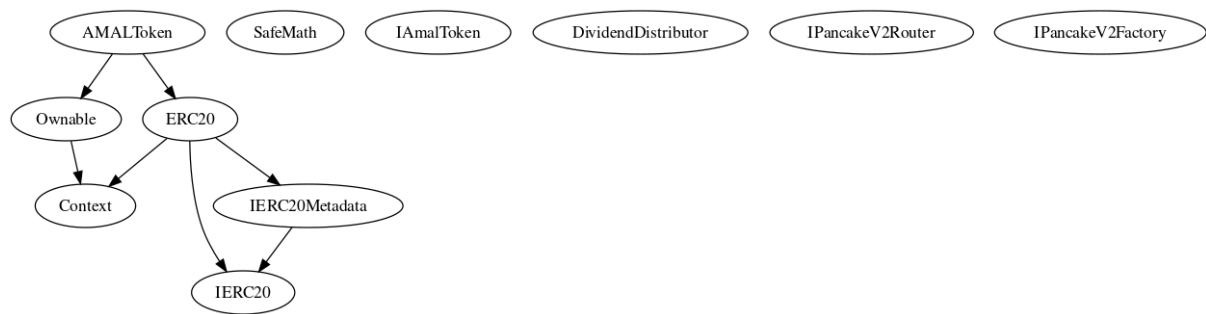 AMALToken SafeMath IAmalToken DividendDistributor IPancakeV2Router IPancakeV2Factory
Ownable ERC20
Context IERC20Metadata
IERC20